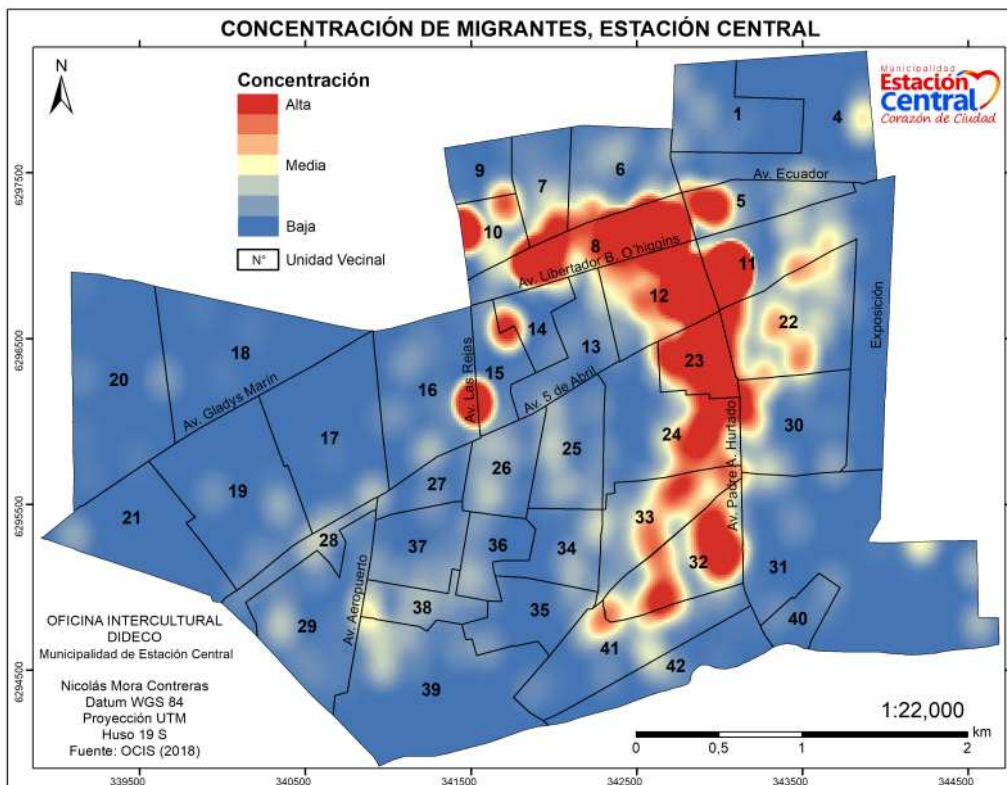 CONCENTRACIÓN DE MIGRANTES, ESTACIÓN CENTRAL
N
Concentración
Alta
Media
Baja
N° Unidad Vecinal
Municipalidad
Estación
Central
Corazón de Ciudad
1
4
9
7
6
Av. Ecuador
5
10
8
Av. Libertador B. O´higgins
11
12
22
Exposición
14
13
18
20
16
Av. Las Rejas
15
Av. 5 de Abril
23
Av. Gladys Marín
17
24
30
25
26
27
19
21
Av. Padre A. Hurtado
33
28
37
36
34
32
31
Av. Aeropuerto
38
35
29
40
41
42
39
OFICINA INTERCULTURAL
DIDECO
Municipalidad de Estación Central
Nicolás Mora Contreras
Datum WGS 84
Proyección UTM
Huso 19 S
Fuente: OCIS (2018)
1:22,000
km
0 0,5 1 2
6297500
6296500
6295500
6294500
339500 340500 341500 342500 343500 344500